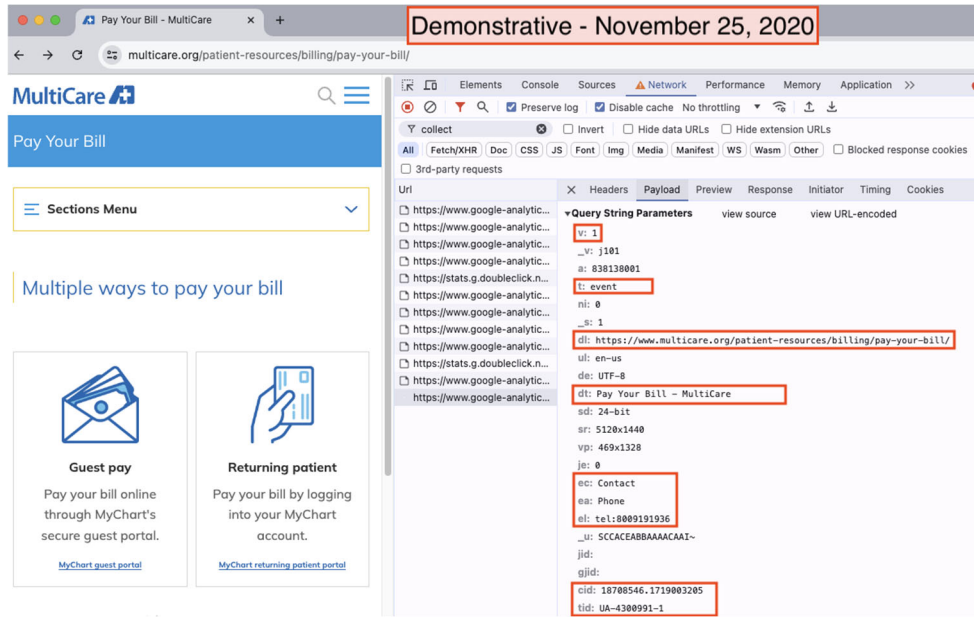 Demonstrative - November 25, 2020
Pay Your Bill - MultiCare
multicare.org/patient-resources/billing/pay-your-bill/
MultiCare
Pay Your Bill
Sections Menu
Multiple ways to pay your bill
Guest pay
Pay your bill online
through MyChart's
secure guest portal.
MyChart guest portal
Returning patient
Pay your bill by logging
into your MyChart
account.
MyChart returning patient portal
Elements Console Sources Network Performance Memory Application
Preserve log Disable cache No throttling
collect Invert Hide data URLs Hide extension URLs
All Fetch/XHR Doc CSS JS Font Img Media Manifest WS Wasm Other Blocked response cookies
3rd-party requests
Url
https://www.google-analytic...
https://www.google-analytic...
https://www.google-analytic...
https://www.google-analytic...
https://stats.g.doubleclick.n...
https://www.google-analytic...
https://www.google-analytic...
https://www.google-analytic...
https://www.google-analytic...
https://stats.g.doubleclick.n...
https://www.google-analytic...
https://www.google-analytic...
Headers Payload Preview Response Initiator Timing Cookies
Query String Parameters view source view URL-encoded
v: 1
_v: j101
a: 838138001
t: event
ni: 0
_s: 1
dl: https://www.multicare.org/patient-resources/billing/pay-your-bill/
ul: en-us
de: UTF-8
dt: Pay Your Bill - MultiCare
sd: 24-bit
sr: 5120x1440
vp: 469x1328
je: 0
ec: Contact
ea: Phone
el: tel:8009191936
_u: SCCACEABBAAAACAAI~
jid:
gjid:
cid: 18708546.1719003205
tid: UA-4300991-1